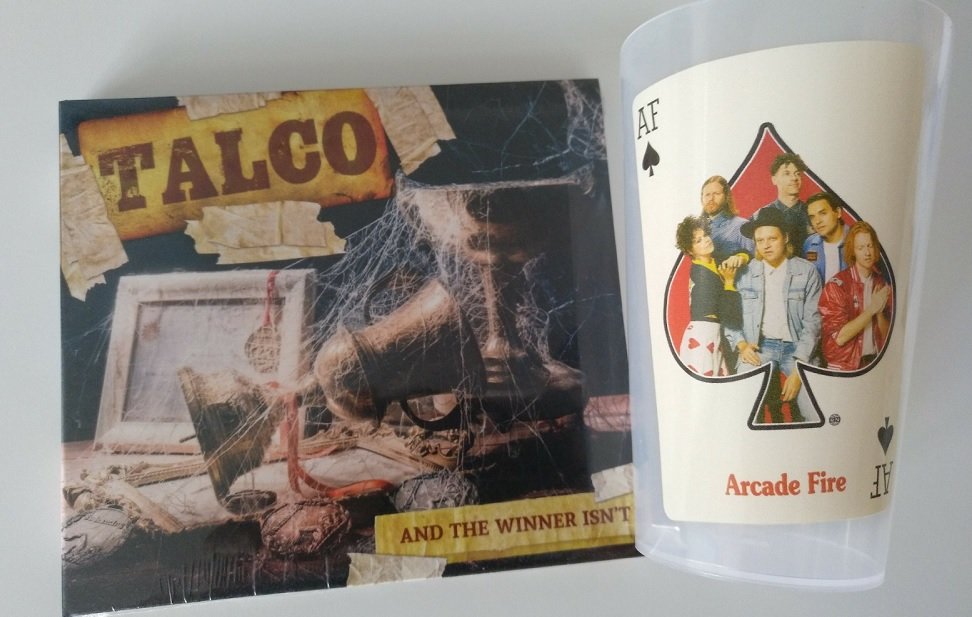 TALCO
AND THE WINNER ISN'T
AF
Arcade Fire
AF